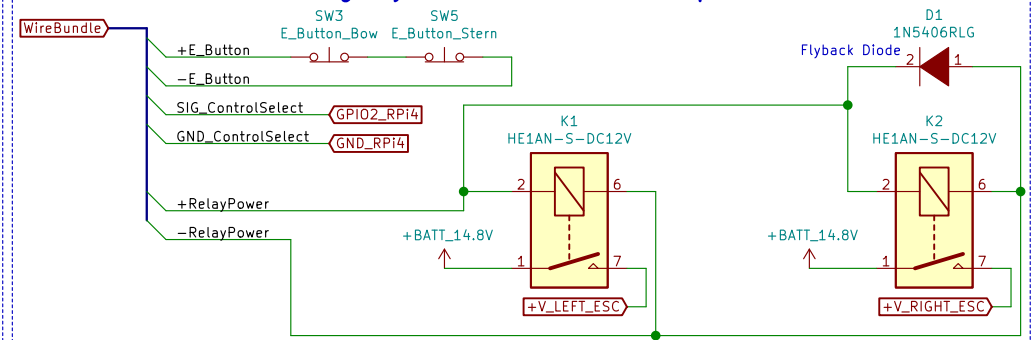 WireBundle
+E_Button
SW3
E_Button_Bow
SW5
E_Button_Stern
-E_Button
SIG_ControlSelect
GPIO2_RPi4
GND_ControlSelect
GND_RPi4
+RelayPower
-RelayPower
D1
1N5406RLG
Flyback Diode
2
1
K1
HE1AN-S-DC12V
2
6
+BATT_14.8V
1
7
+V_LEFT_ESC
K2
HE1AN-S-DC12V
2
6
+BATT_14.8V
1
7
+V_RIGHT_ESC